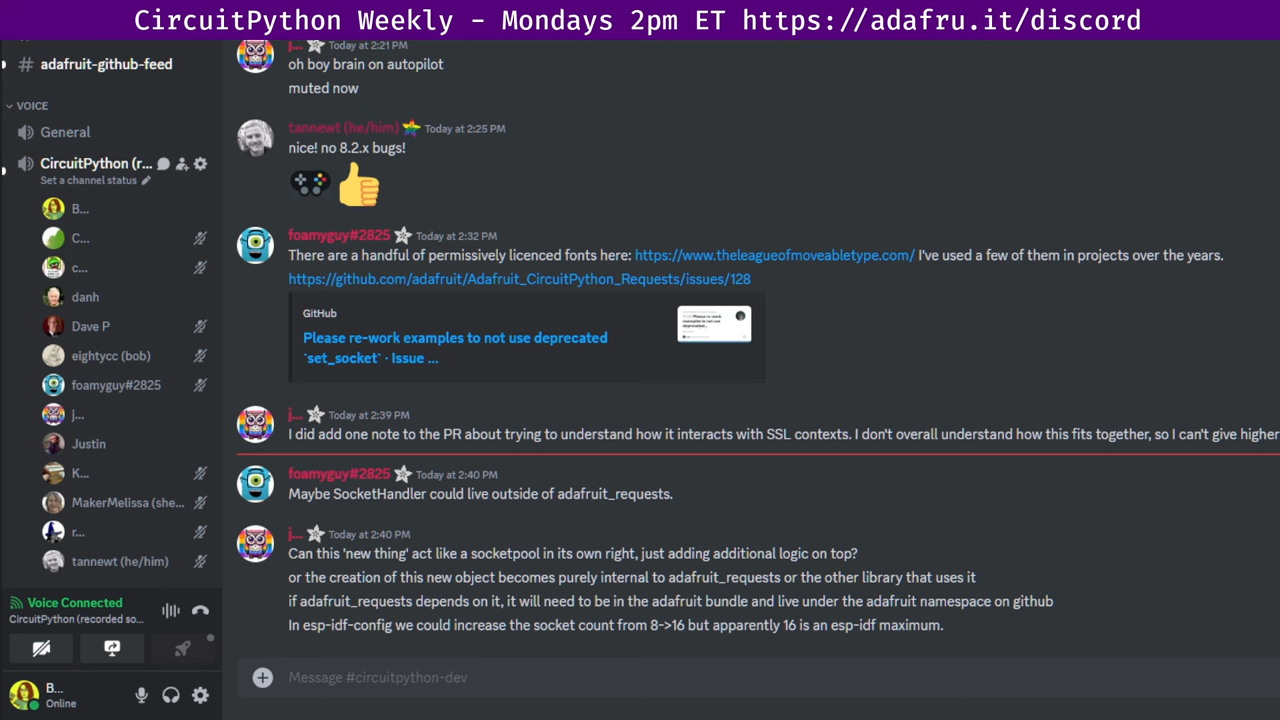 CircuitPython Weekly - Mondays 2pm ET https://adafru.it/discord
# adafruit-github-feed
VOICE
General
CircuitPython (r...
Set a channel status
B...
C...
c...
danh
Dave P
eightycc (bob)
foamyguy#2825
j...
Justin
K...
MakerMelissa (she...
r...
tannewt (he/him)
Voice Connected
CircuitPython (recorded so...
B...
Online
j... Today at 2:21 PM
oh boy brain on autopilot
muted now
tannewt (he/him) Today at 2:25 PM
nice! no 8.2.x bugs!
foamyguy#2825 Today at 2:32 PM
There are a handful of permissively licenced fonts here: https://www.theleagueofmoveabletype.com/ I've used a few of them in projects over the years.
https://github.com/adafruit/Adafruit_CircuitPython_Requests/issues/128
GitHub
Please re-work examples to not use deprecated
`set_socket` · Issue ...
j... Today at 2:39 PM
I did add one note to the PR about trying to understand how it interacts with SSL contexts. I don't overall understand how this fits together, so I can't give higher
foamyguy#2825 Today at 2:40 PM
Maybe SocketHandler could live outside of adafruit_requests.
j... Today at 2:40 PM
Can this 'new thing' act like a socketpool in its own right, just adding additional logic on top?
or the creation of this new object becomes purely internal to adafruit_requests or the other library that uses it
if adafruit_requests depends on it, it will need to be in the adafruit bundle and live under the adafruit namespace on github
In esp-idf-config we could increase the socket count from 8->16 but apparently 16 is an esp-idf maximum.
Message #circuitpython-dev